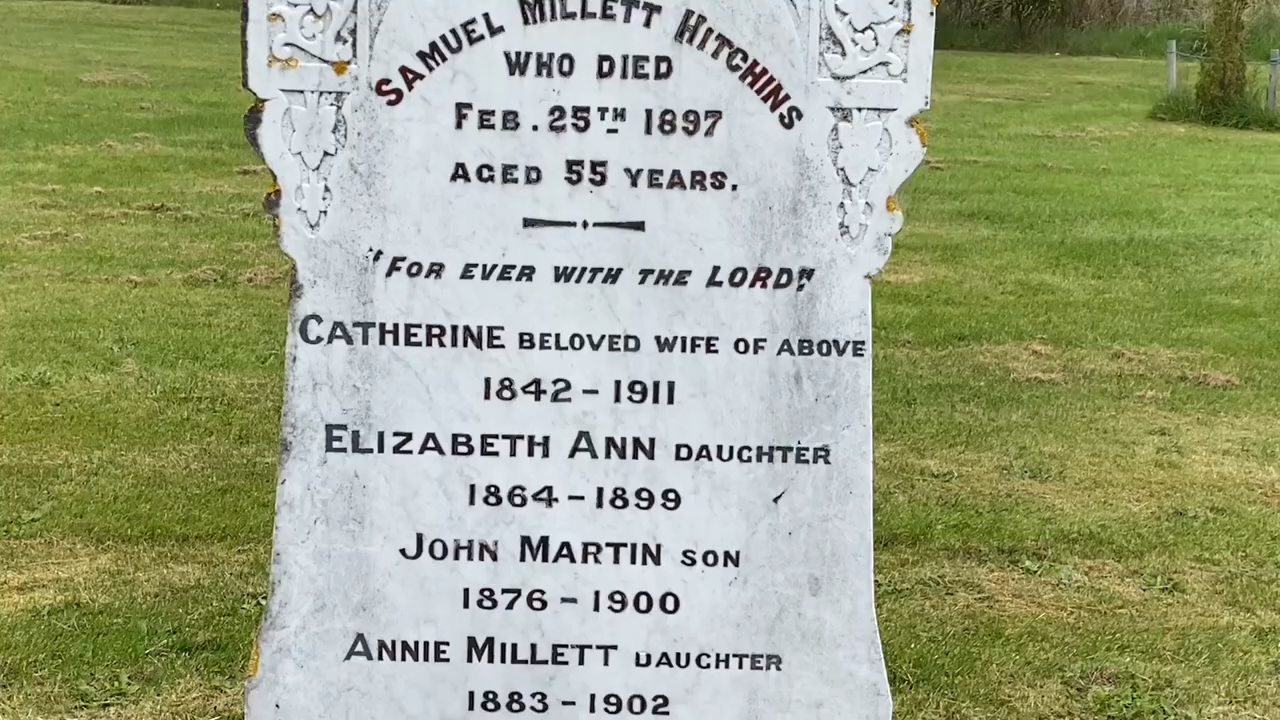 Samuel Millett Hitchins
who died
Feb. 25TH 1897
aged 55 years.
"For ever with the Lord"
Catherine beloved wife of above
1842 - 1911
Elizabeth Ann daughter
1864 - 1899
John Martin son
1876 - 1900
Annie Millett daughter
1883 - 1902